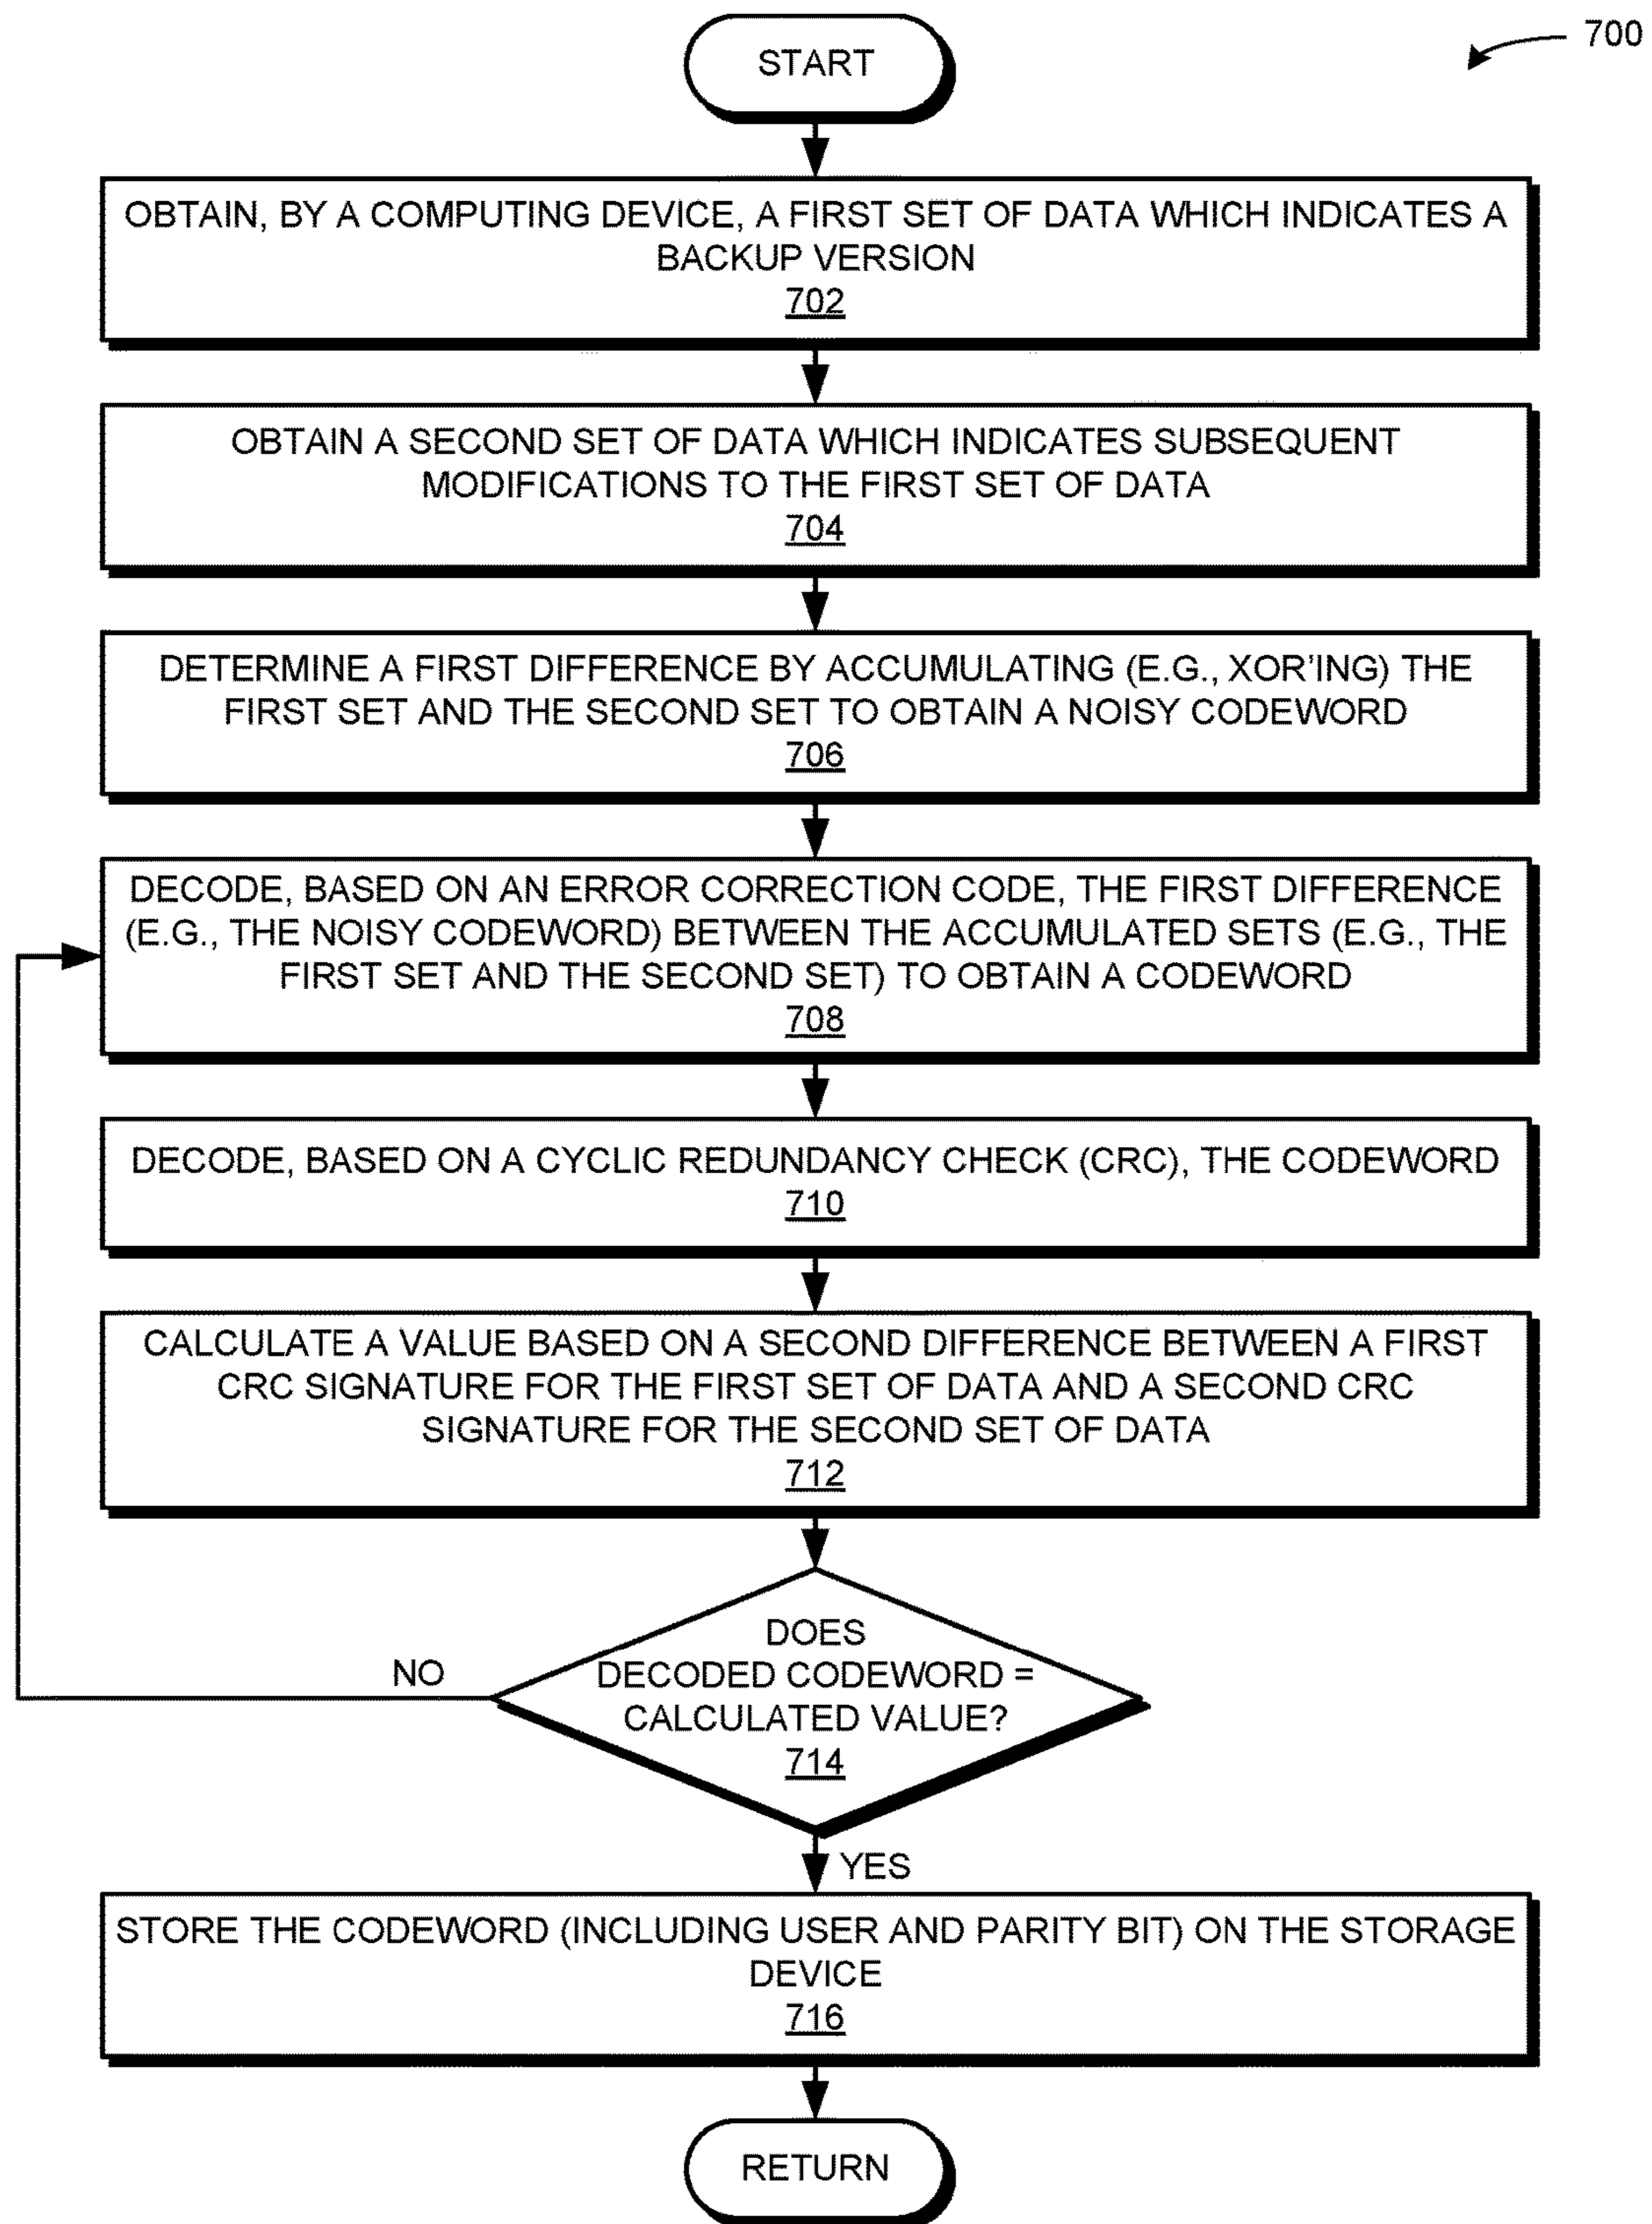 700
START
OBTAIN, BY A COMPUTING DEVICE, A FIRST SET OF DATA WHICH INDICATES A
BACKUP VERSION
702
OBTAIN A SECOND SET OF DATA WHICH INDICATES SUBSEQUENT
MODIFICATIONS TO THE FIRST SET OF DATA
704
DETERMINE A FIRST DIFFERENCE BY ACCUMULATING (E.G., XOR’ING) THE
FIRST SET AND THE SECOND SET TO OBTAIN A NOISY CODEWORD
706
DECODE, BASED ON AN ERROR CORRECTION CODE, THE FIRST DIFFERENCE
(E.G., THE NOISY CODEWORD) BETWEEN THE ACCUMULATED SETS (E.G., THE
FIRST SET AND THE SECOND SET) TO OBTAIN A CODEWORD
708
DECODE, BASED ON A CYCLIC REDUNDANCY CHECK (CRC), THE CODEWORD
710
CALCULATE A VALUE BASED ON A SECOND DIFFERENCE BETWEEN A FIRST
CRC SIGNATURE FOR THE FIRST SET OF DATA AND A SECOND CRC
SIGNATURE FOR THE SECOND SET OF DATA
712
DOES
DECODED CODEWORD =
CALCULATED VALUE?
714
NO
YES
STORE THE CODEWORD (INCLUDING USER AND PARITY BIT) ON THE STORAGE
DEVICE
716
RETURN